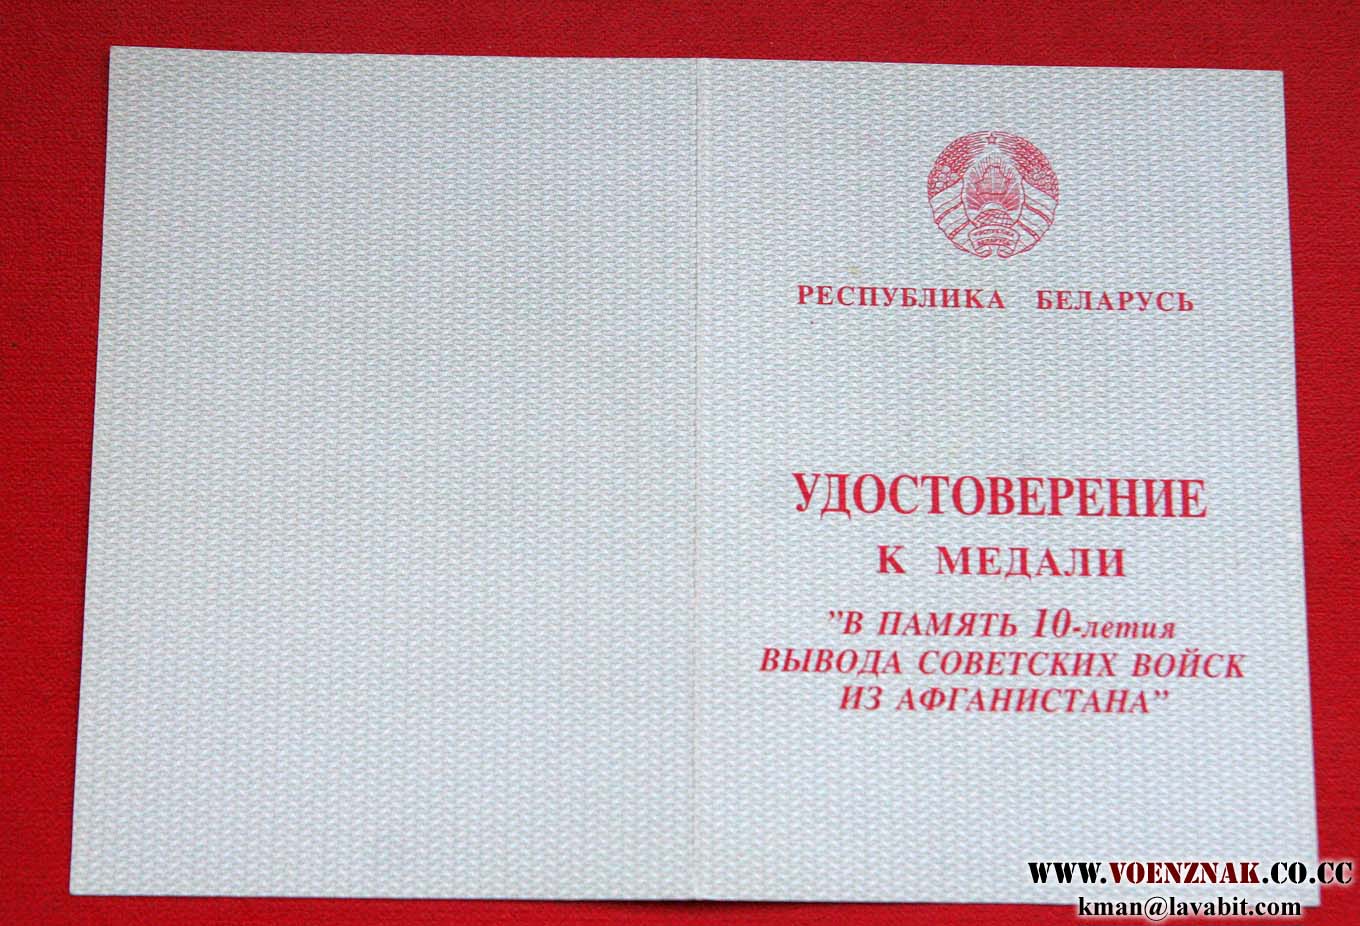 РЕСПУБЛИКА БЕЛАРУСЬ
УДОСТОВЕРЕНИЕ
К МЕДАЛИ
"В ПАМЯТЬ 10-летия
ВЫВОДА СОВЕТСКИХ ВОЙСК
ИЗ АФГАНИСТАНА"
WWW.VOENZNAK.CO.CC
kman@lavabit.com